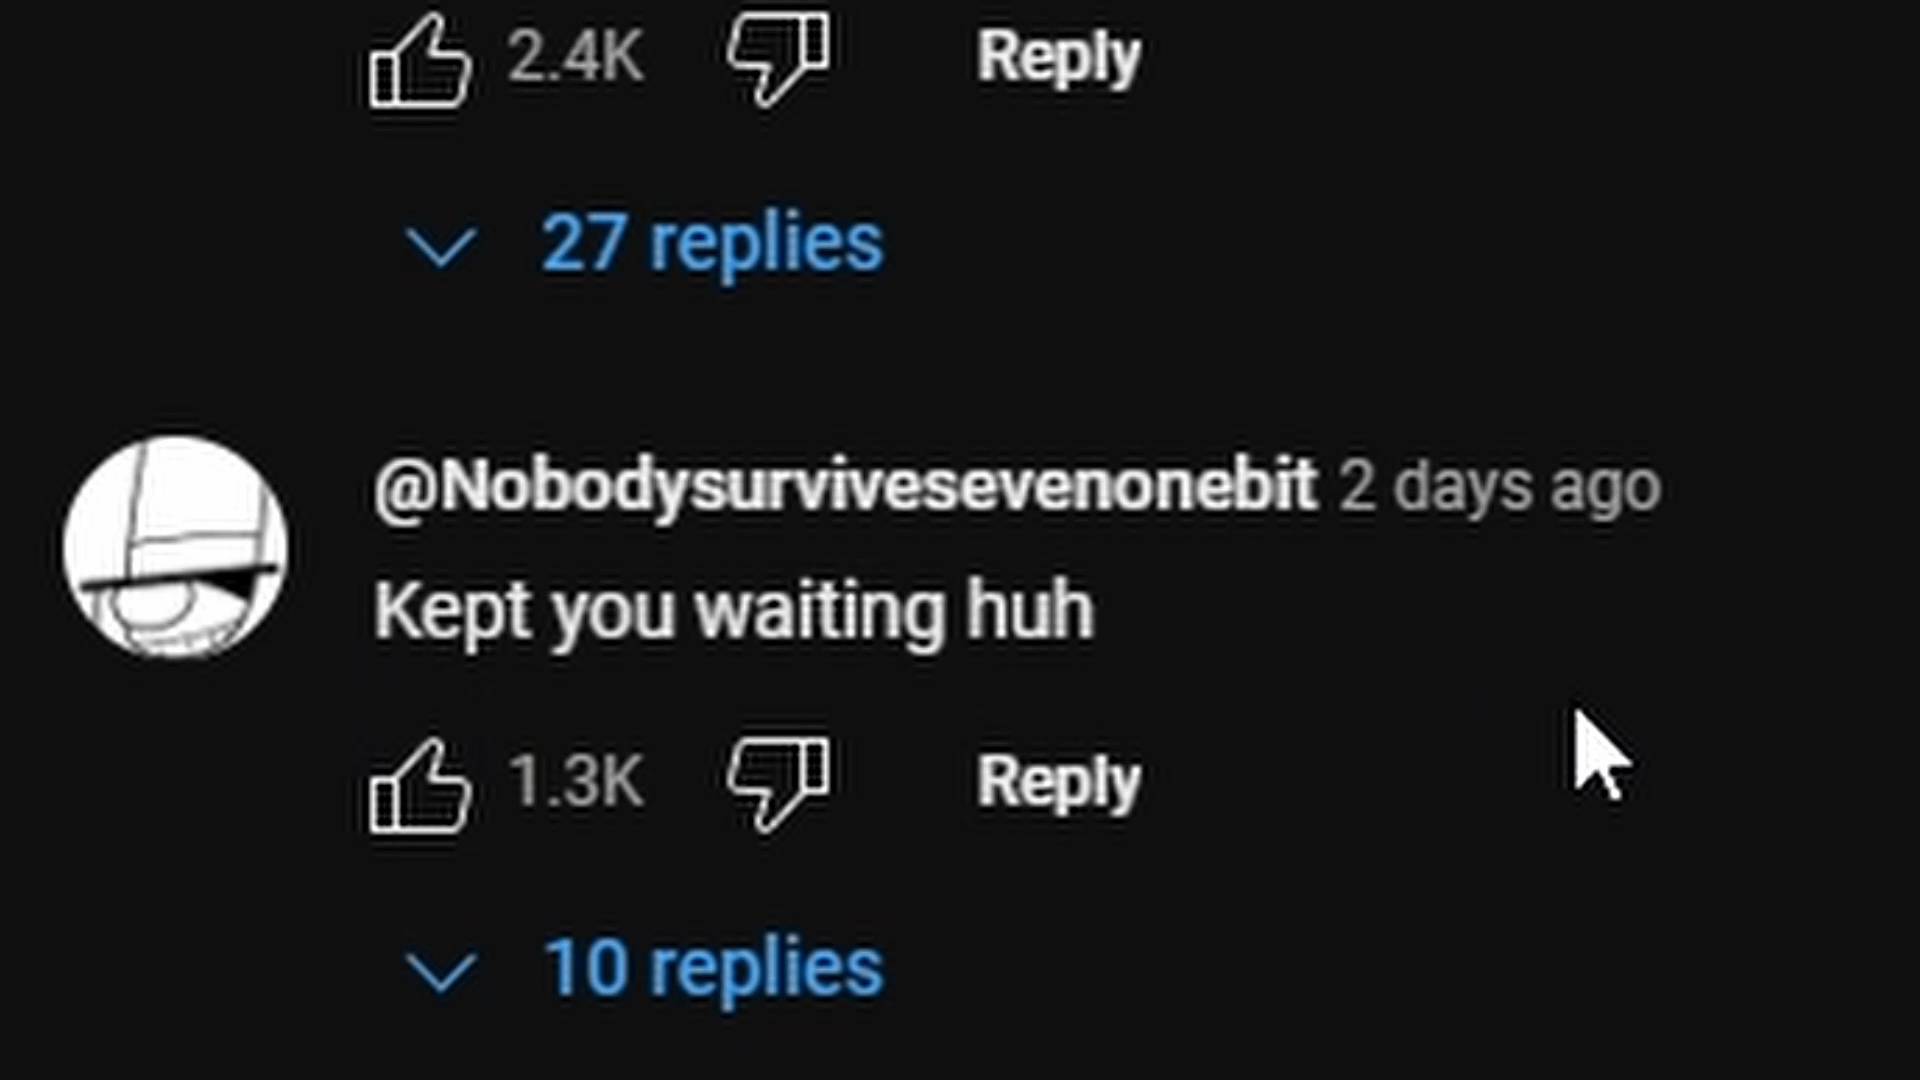 2.4K Reply
27 replies
@Nobodysurvivesevenonebit 2 days ago
Kept you waiting huh
1.3K Reply
10 replies